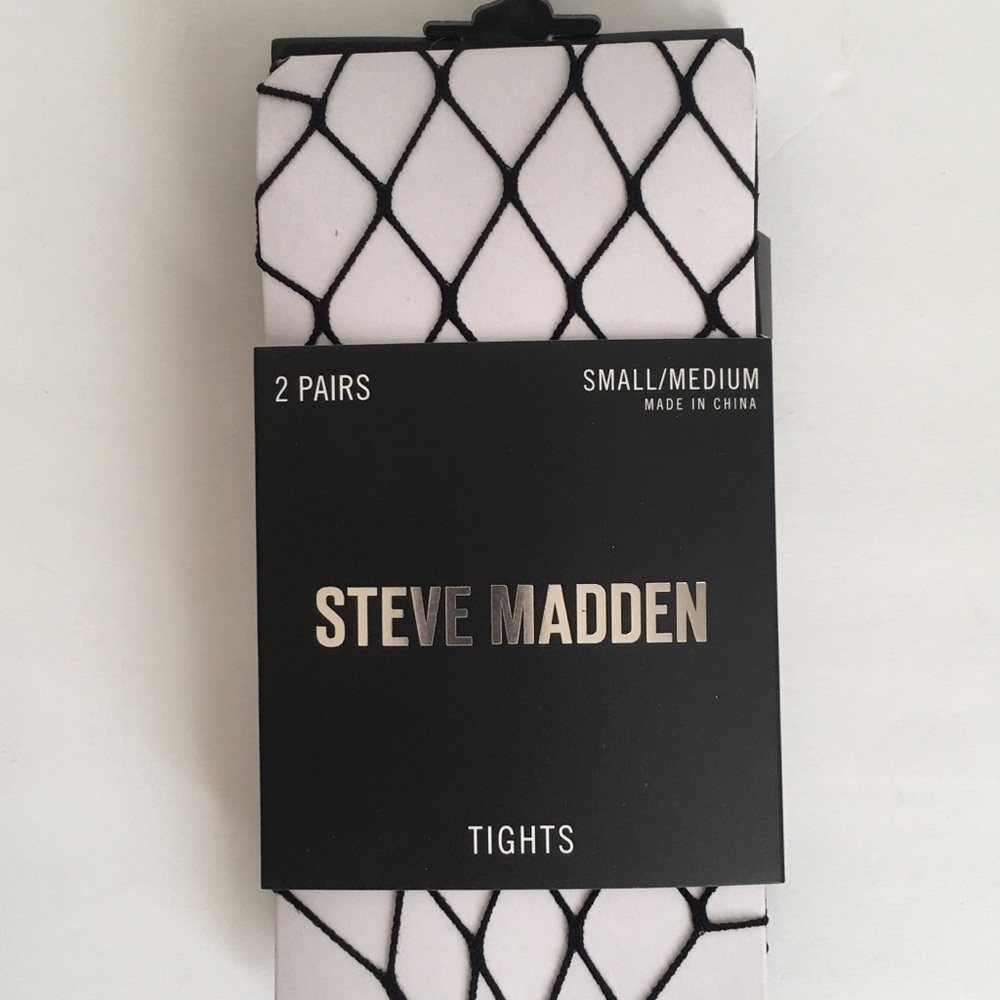 2 PAIRS
SMALL/MEDIUM
MADE IN CHINA
STEVE MADDEN
TIGHTS